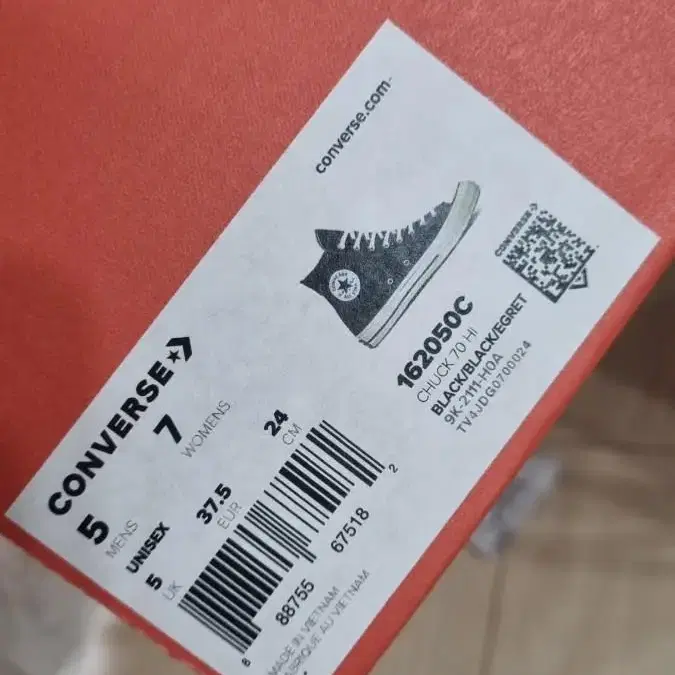 converse.com
CONVERSE
CONVERSE
162050C
CHUCK 70 HI
BLACK/BLACK/EGRET
9K-2111-H0A
TV4JDG0700024
5 MENS
7 WOMENS
UNISEX
5 UK
37.5 EUR
24 CM
8 88755 67518 2
MADE IN VIETNAM
FABRIQUE AU VIETNAM